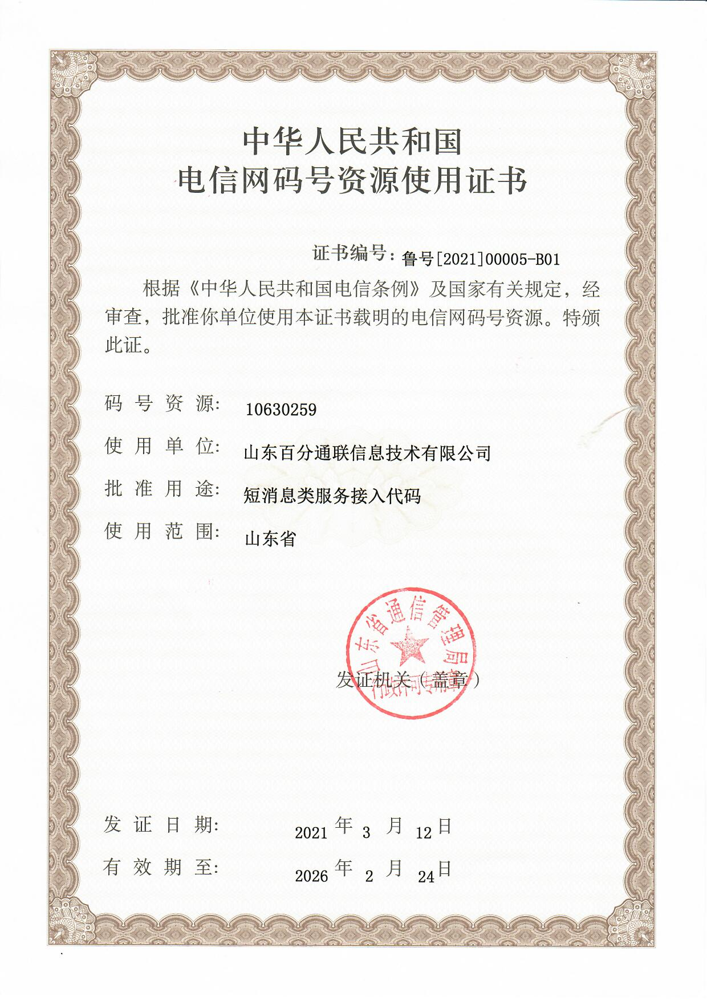 中华人民共和国
电信网码号资源使用证书
证书编号：鲁号[2021]00005-B01
根据《中华人民共和国电信条例》及国家有关规定，经
审查，批准你单位使用本证书载明的电信网码号资源。特颁
此证。
码号资源： 10630259
使用单位： 山东百分通联信息技术有限公司
批准用途： 短消息类服务接入代码
使用范围： 山东省
山东省通信管理局
发证机关（盖章）
行政许可专用章
发证日期： 2021 年 3 月 12 日
有效期至： 2026 年 2 月 24 日